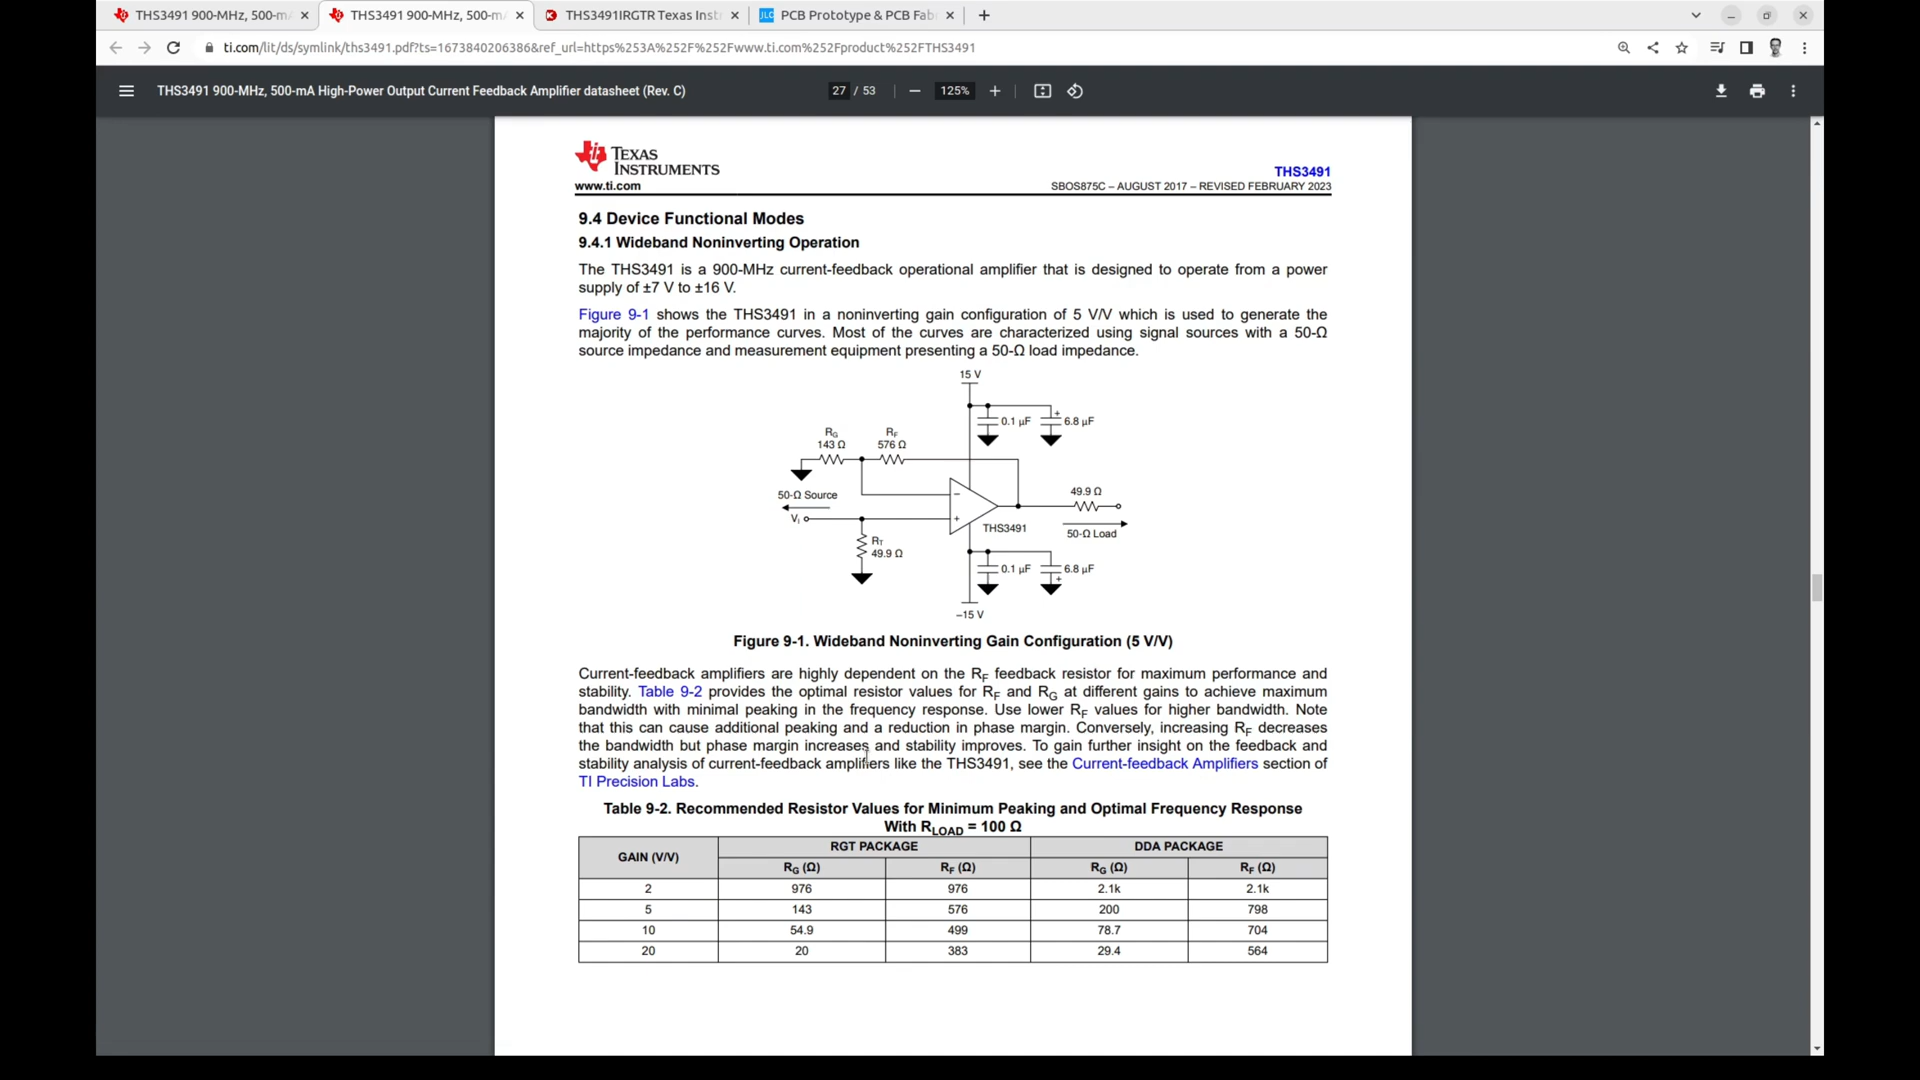 THS3491 900-MHz, 500-m
THS3491 900-MHz, 500-m
THS3491IRGTR Texas Inst
JLC PCB Prototype & PCB Fab
ti.com/lit/ds/symlink/ths3491.pdf?ts=1673840206386&ref_url=https%253A%252F%252Fwww.ti.com%252Fproduct%252FTHS3491
THS3491 900-MHz, 500-mA High-Power Output Current Feedback Amplifier datasheet (Rev. C)
27 / 53
125%
TEXAS
INSTRUMENTS
www.ti.com
THS3491
SBOS875C – AUGUST 2017 – REVISED FEBRUARY 2023
9.4 Device Functional Modes
9.4.1 Wideband Noninverting Operation
The THS3491 is a 900-MHz current-feedback operational amplifier that is designed to operate from a power
supply of ±7 V to ±16 V.
Figure 9-1 shows the THS3491 in a noninverting gain configuration of 5 V/V which is used to generate the
majority of the performance curves. Most of the curves are characterized using signal sources with a 50-Ω
source impedance and measurement equipment presenting a 50-Ω load impedance.
15 V
0.1 µF
+
6.8 µF
RG
143 Ω
RF
576 Ω
50-Ω Source
VI
−
+
THS3491
49.9 Ω
50-Ω Load
RT
49.9 Ω
0.1 µF
6.8 µF
+
–15 V
Figure 9-1. Wideband Noninverting Gain Configuration (5 V/V)
Current-feedback amplifiers are highly dependent on the RF feedback resistor for maximum performance and
stability. Table 9-2 provides the optimal resistor values for RF and RG at different gains to achieve maximum
bandwidth with minimal peaking in the frequency response. Use lower RF values for higher bandwidth. Note
that this can cause additional peaking and a reduction in phase margin. Conversely, increasing RF decreases
the bandwidth but phase margin increases and stability improves. To gain further insight on the feedback and
stability analysis of current-feedback amplifiers like the THS3491, see the Current-feedback Amplifiers section of
TI Precision Labs.
Table 9-2. Recommended Resistor Values for Minimum Peaking and Optimal Frequency Response
With RLOAD = 100 Ω
GAIN (V/V) RGT PACKAGE DDA PACKAGE
RG (Ω) RF (Ω) RG (Ω) RF (Ω)
2 976 976 2.1k 2.1k
5 143 576 200 798
10 54.9 499 78.7 704
20 20 383 29.4 564